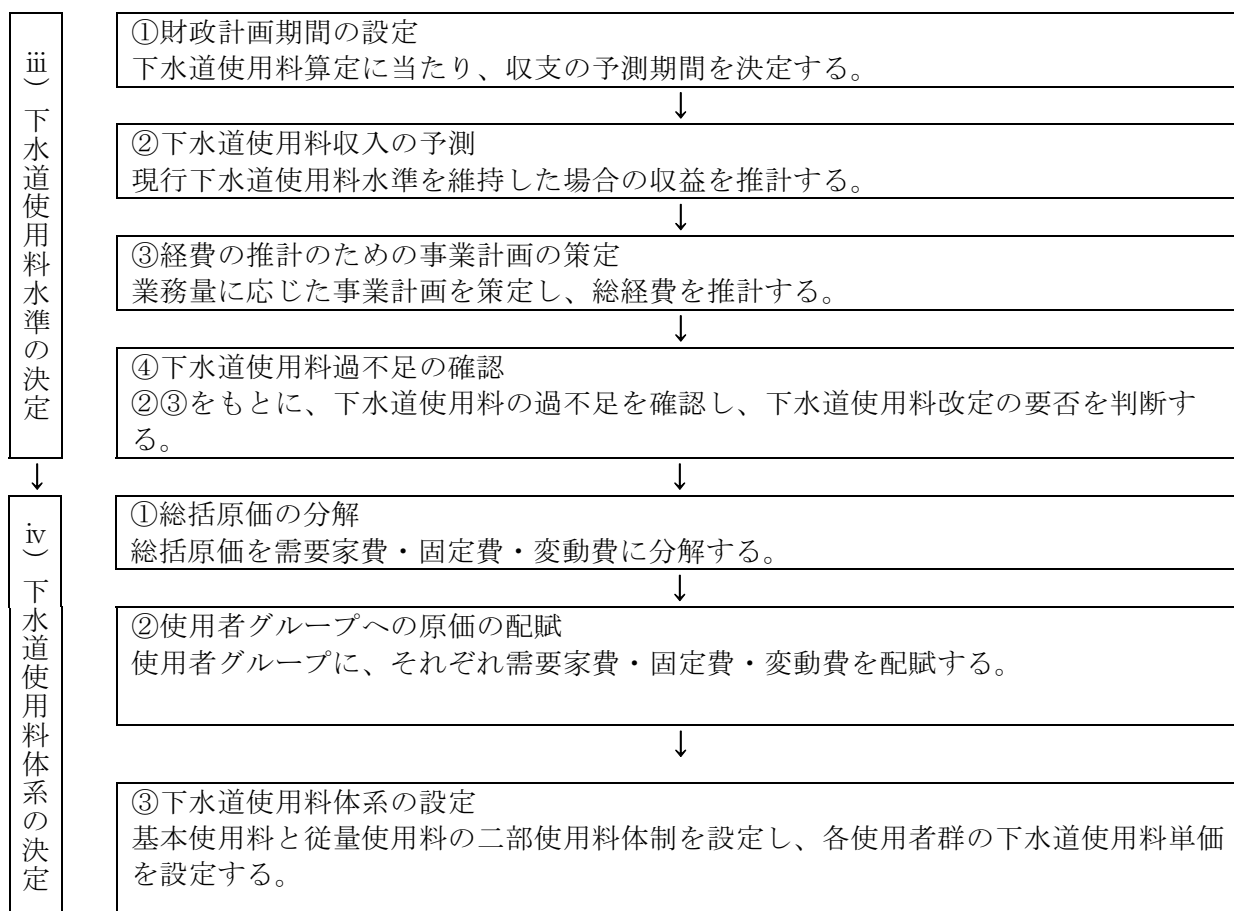 ⅲ）下水道使用料水準の決定
①財政計画期間の設定
下水道使用料算定に当たり、収支の予測期間を決定する。
↓
②下水道使用料収入の予測
現行下水道使用料水準を維持した場合の収益を推計する。
↓
③経費の推計のための事業計画の策定
業務量に応じた事業計画を策定し、総経費を推計する。
↓
④下水道使用料過不足の確認
②③をもとに、下水道使用料の過不足を確認し、下水道使用料改定の要否を判断す
る。
↓
↓
ⅳ）下水道使用料体系の決定
①総括原価の分解
総括原価を需要家費・固定費・変動費に分解する。
↓
②使用者グループへの原価の配賦
使用者グループに、それぞれ需要家費・固定費・変動費を配賦する。
↓
③下水道使用料体系の設定
基本使用料と従量使用料の二部使用料体制を設定し、各使用者群の下水道使用料単価
を設定する。